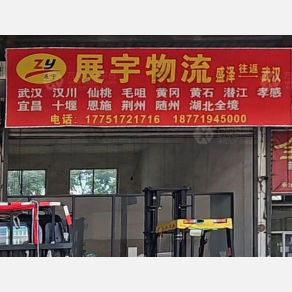 ZY
展宇
展宇物流 盛泽 往返 武汉
武汉 汉川 仙桃 毛咀 黄冈 黄石 潜江 孝感
宜昌 十堰 恩施 荆州 随州 湖北全境
电话：17751721716 18771945000